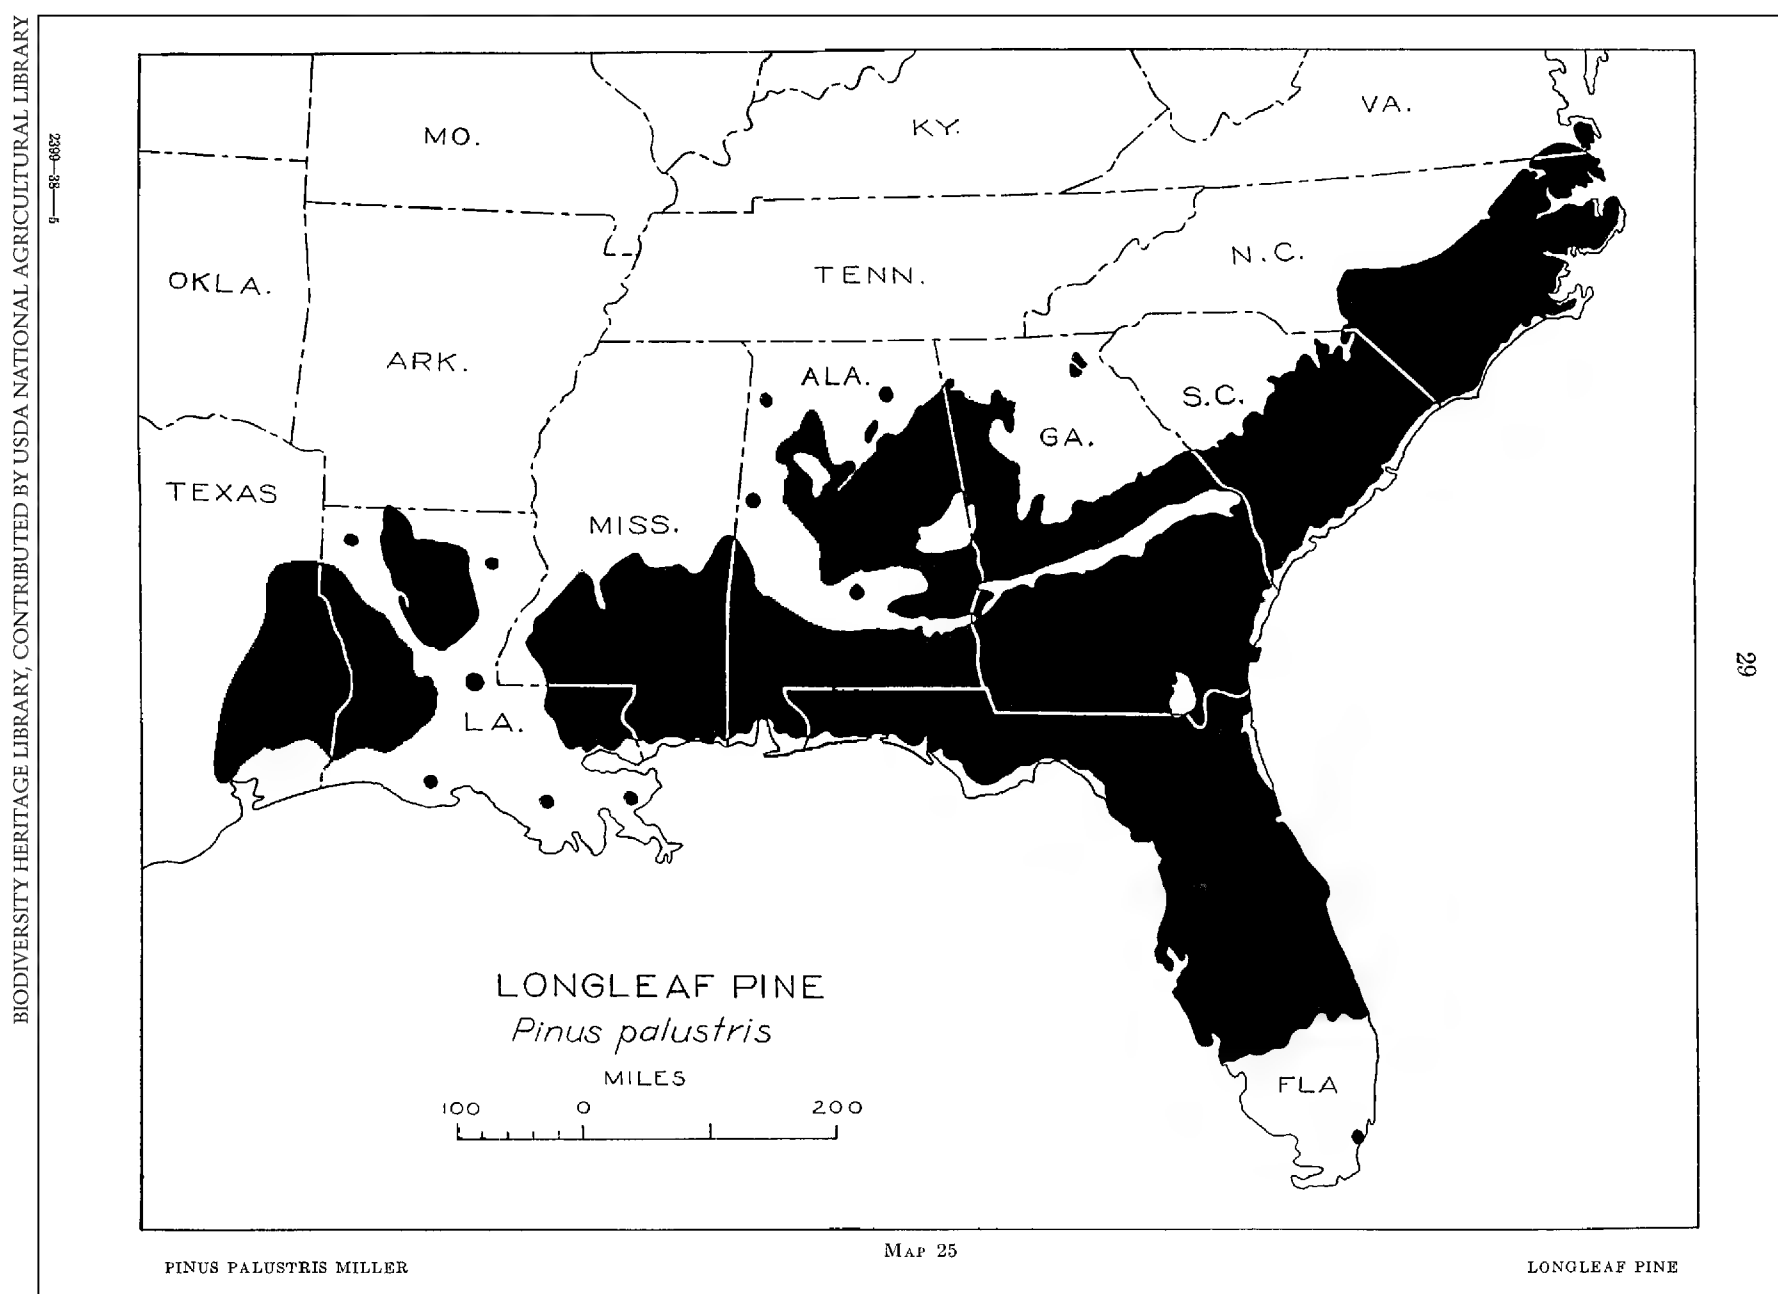 BIODIVERSITY HERITAGE LIBRARY, CONTRIBUTED BY USDA NATIONAL AGRICULTURAL LIBRARY
2399—38——5
MO.
KY.
VA.
OKLA.
TENN.
N.C.
ARK.
ALA.
S.C.
GA.
TEXAS
MISS.
LA.
FLA
29
LONGLEAF PINE
Pinus palustris
MILES
100 0 200
MAP 25
PINUS PALUSTRIS MILLER
LONGLEAF PINE